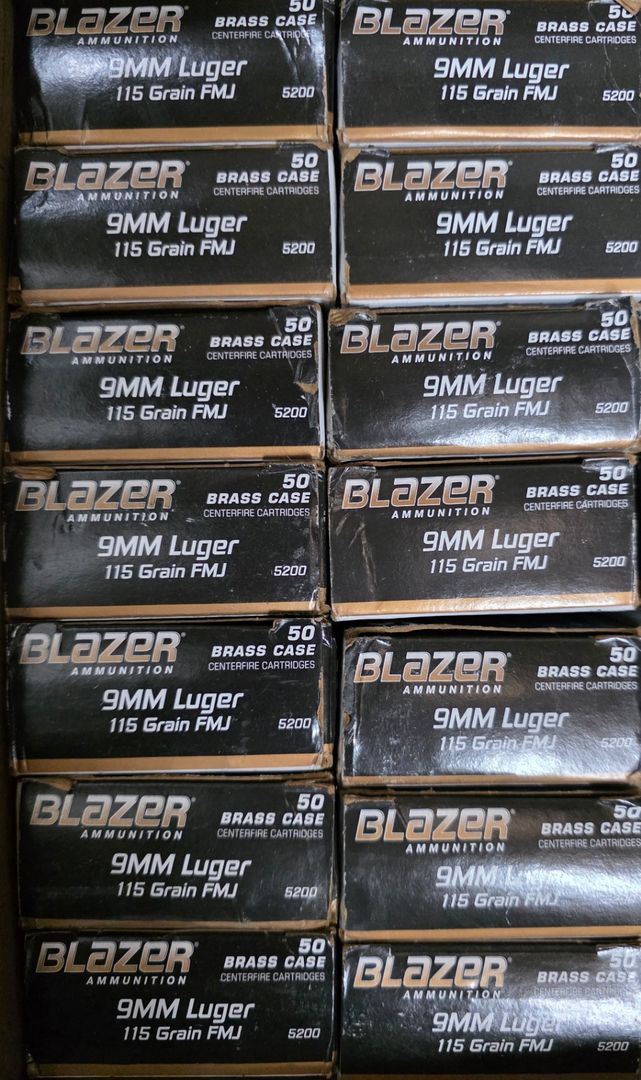 BLAZER
AMMUNITION
50
BRASS CASE
CENTERFIRE CARTRIDGES
9MM Luger
115 Grain FMJ
5200
BLAZER
AMMUNITION
50
BRASS CASE
CENTERFIRE CARTRIDGES
9MM Luger
115 Grain FMJ
5200
BLAZER
AMMUNITION
50
BRASS CASE
CENTERFIRE CARTRIDGES
9MM Luger
115 Grain FMJ
5200
BLAZER
AMMUNITION
50
BRASS CASE
CENTERFIRE CARTRIDGES
9MM Luger
115 Grain FMJ
5200
BLAZER
AMMUNITION
50
BRASS CASE
CENTERFIRE CARTRIDGES
9MM Luger
115 Grain FMJ
5200
BLAZER
AMMUNITION
50
BRASS CASE
CENTERFIRE CARTRIDGES
9MM Luger
115 Grain FMJ
5200
BLAZER
AMMUNITION
50
BRASS CASE
CENTERFIRE CARTRIDGES
9MM Luger
115 Grain FMJ
5200
BLAZER
AMMUNITION
50
BRASS CASE
CENTERFIRE CARTRIDGES
9MM Luger
115 Grain FMJ
5200
BLAZER
AMMUNITION
50
BRASS CASE
CENTERFIRE CARTRIDGES
9MM Luger
115 Grain FMJ
5200
BLAZER
AMMUNITION
50
BRASS CASE
CENTERFIRE CARTRIDGES
9MM Luger
115 Grain FMJ
5200
BLAZER
AMMUNITION
50
BRASS CASE
CENTERFIRE CARTRIDGES
9MM Luger
115 Grain FMJ
5200
BLAZER
AMMUNITION
50
BRASS CASE
CENTERFIRE CARTRIDGES
9MM Luger
115 Grain FMJ
5200
BLAZER
AMMUNITION
50
BRASS CASE
CENTERFIRE CARTRIDGES
9MM Luger
115 Grain FMJ
5200
BLAZER
AMMUNITION
50
BRASS CASE
CENTERFIRE CARTRIDGES
9MM Luger
115 Grain FMJ
5200